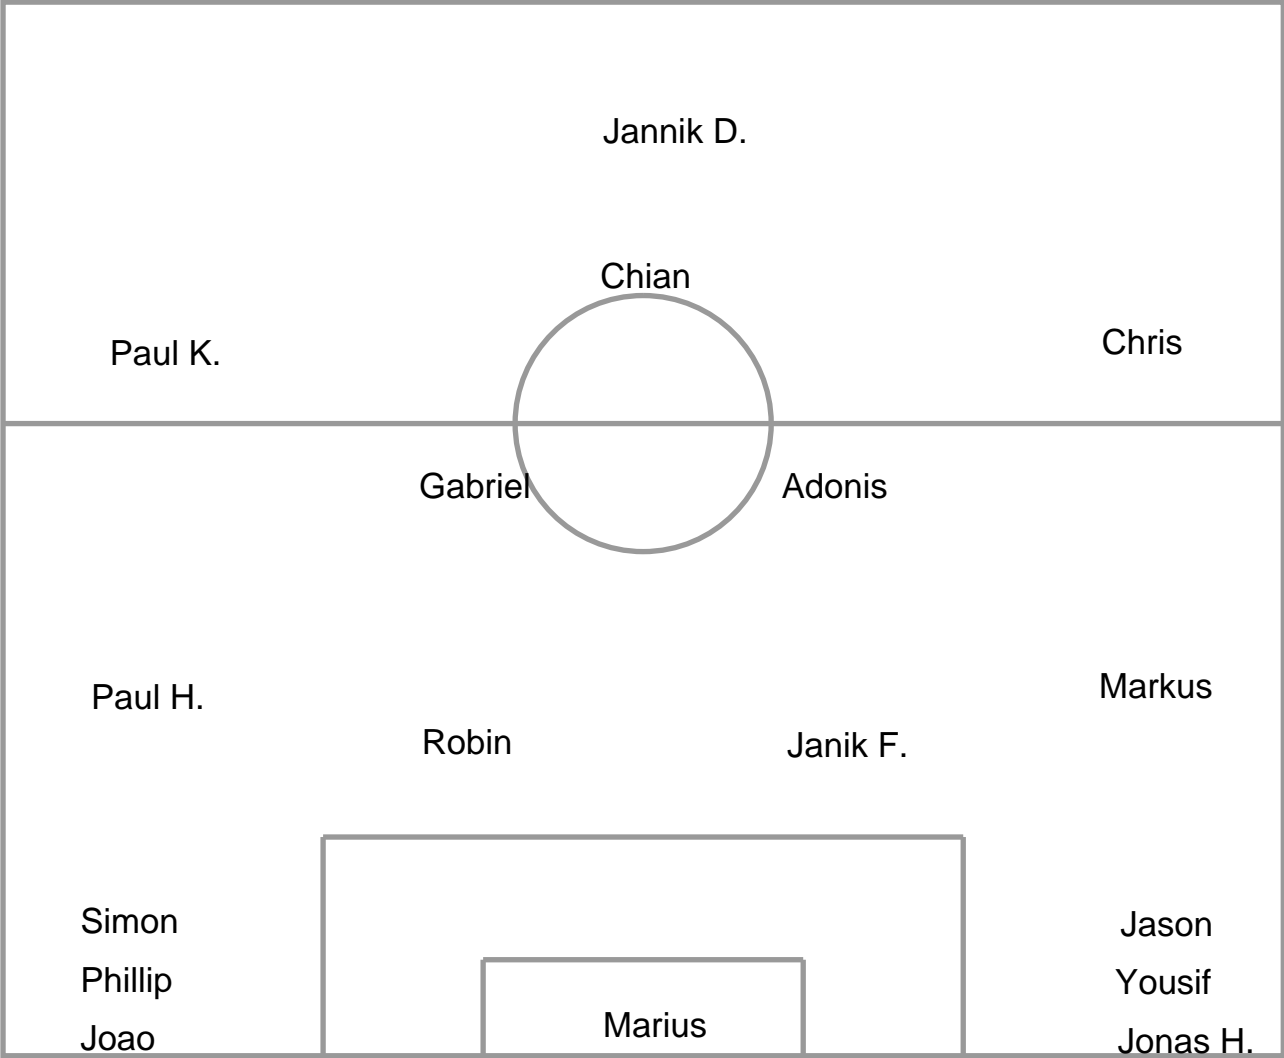 Jannik D.
Chian
Paul K.
Chris
Gabriel
Adonis
Paul H.
Markus
Robin
Janik F.
Simon
Jason
Phillip
Yousif
Marius
Joao
Jonas H.